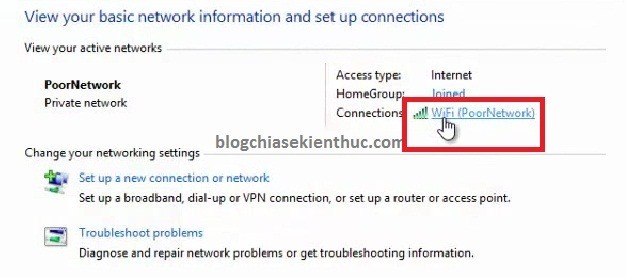 View your basic network information and set up connections
View your active networks
PoorNetwork
Private network
Access type: Internet
HomeGroup: Joined
Connections: WiFi (PoorNetwork)
blogchiasekienthuc.com
Change your networking settings
Set up a new connection or network
Set up a broadband, dial-up or VPN connection, or set up a router or access point.
Troubleshoot problems
Diagnose and repair network problems or get troubleshooting information.